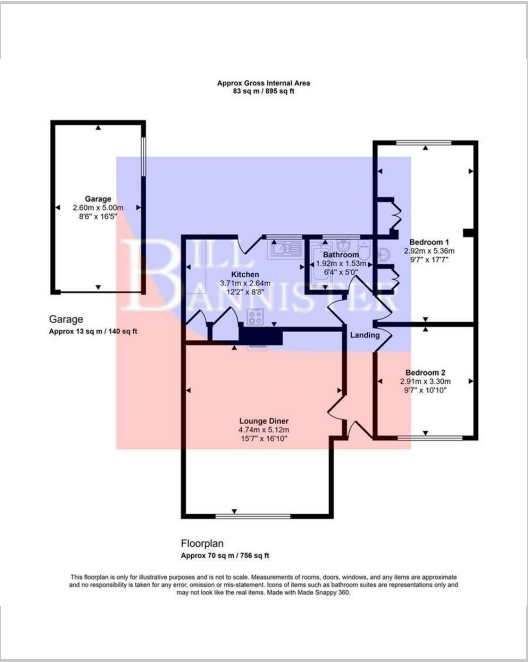 Approx Gross Internal Area
83 sq m / 895 sq ft
Garage
2.60m x 5.00m
8'6" x 16'5"
Garage
Approx 13 sq m / 140 sq ft
BILL
BANNISTER
Kitchen
3.71m x 2.64m
12'2" x 8'8"
Bathroom
1.92m x 1.53m
6'4" x 5'0"
Bedroom 1
2.92m x 5.36m
9'7" x 17'7"
Landing
Bedroom 2
2.91m x 3.30m
9'7" x 10'10"
Lounge Diner
4.74m x 5.12m
15'7" x 16'10"
Floorplan
Approx 70 sq m / 756 sq ft
This floorplan is only for illustrative purposes and is not to scale. Measurements of rooms, doors, windows, and any items are approximate
and no responsibility is taken for any error, omission or mis-statement. Icons of items such as bathroom suites are representations only and
may not look like the real items. Made with Made Snappy 360.